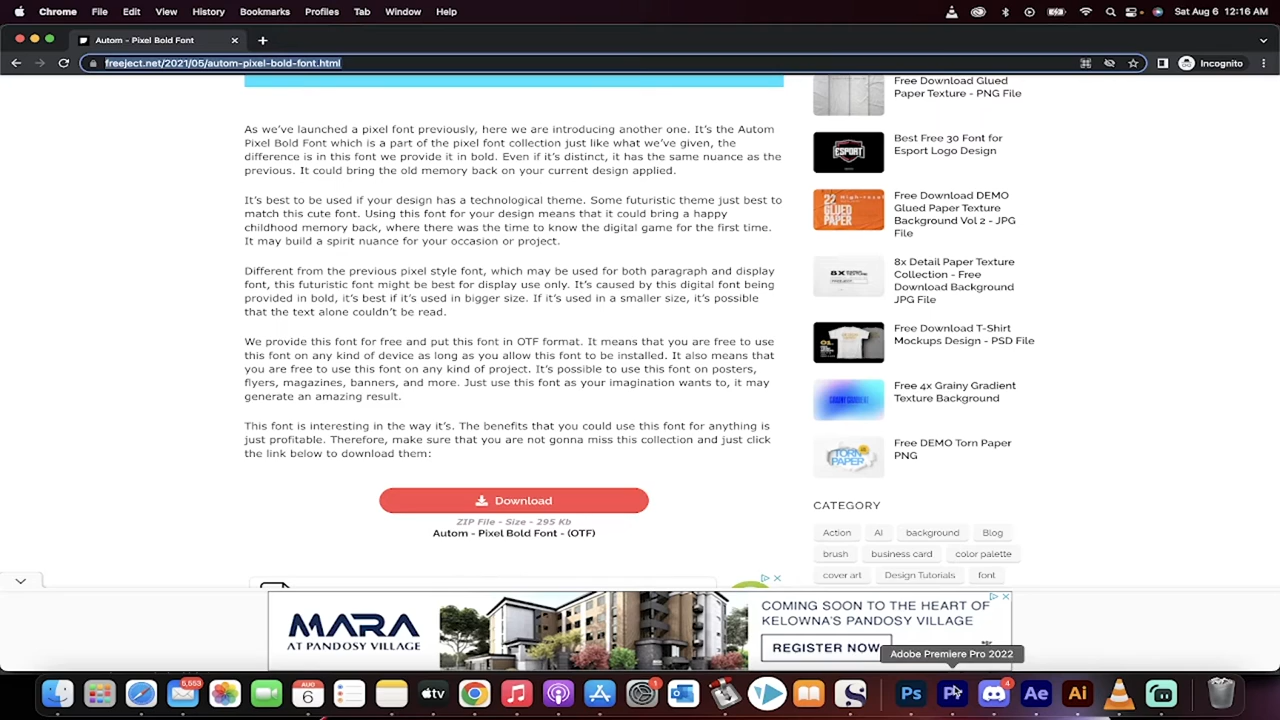 Chrome File Edit View History Bookmarks Profiles Tab Window Help Sat Aug 6 12:16 AM
Autom - Pixel Bold Font
freeject.net/2021/05/autom-pixel-bold-font.html Incognito
As we've launched a pixel font previously, here we are introducing another one. It's the Autom
Pixel Bold Font which is a part of the pixel font collection just like what we've given, the
difference is in this font we provide it in bold. Even if it's distinct, it has the same nuance as the
previous. It could bring the old memory back on your current design applied.
It's best to be used if your design has a technological theme. Some futuristic theme just best to
match this cute font. Using this font for your design means that it could bring a happy
childhood memory back, where there was the time to know the digital game for the first time.
It may build a spirit nuance for your occasion or project.
Different from the previous pixel style font, which may be used for both paragraph and display
font, this futuristic font might be best for display use only. It's caused by this digital font being
provided in bold, it's best if it's used in bigger size. If it's used in a smaller size, it's possible
that the text alone couldn't be read.
We provide this font for free and put this font in OTF format. It means that you are free to use
this font on any kind of device as long as you allow this font to be installed. It also means that
you are free to use this font on any kind of project. It's possible to use this font on posters,
flyers, magazines, banners, and more. Just use this font as your imagination wants to, it may
generate an amazing result.
This font is interesting in the way it's. The benefits that you could use this font for anything is
just profitable. Therefore, make sure that you are not gonna miss this collection and just click
the link below to download them:
Download
ZIP File - Size - 295 Kb
Autom - Pixel Bold Font - (OTF)
Free Download Glued
Paper Texture - PNG File
ESPORT
Best Free 30 Font for
Esport Logo Design
22
GLUED
PAPER
Free Download DEMO
Glued Paper Texture
Background Vol 2 - JPG
File
8x Detail Paper Texture
Collection - Free
Download Background
JPG File
Free Download T-Shirt
Mockups Design - PSD File
Free 4x Grainy Gradient
Texture Background
TORN
PAPER
Free DEMO Torn Paper
PNG
CATEGORY
Action AI background Blog
brush business card color palette
cover art Design Tutorials font
MARA
AT PANDOSY VILLAGE
COMING SOON TO THE HEART OF
KELOWNA'S PANDOSY VILLAGE
REGISTER NOW
Adobe Premiere Pro 2022
5,553 AUG 6 tv 1 Ps Pr 4 Ae Ai